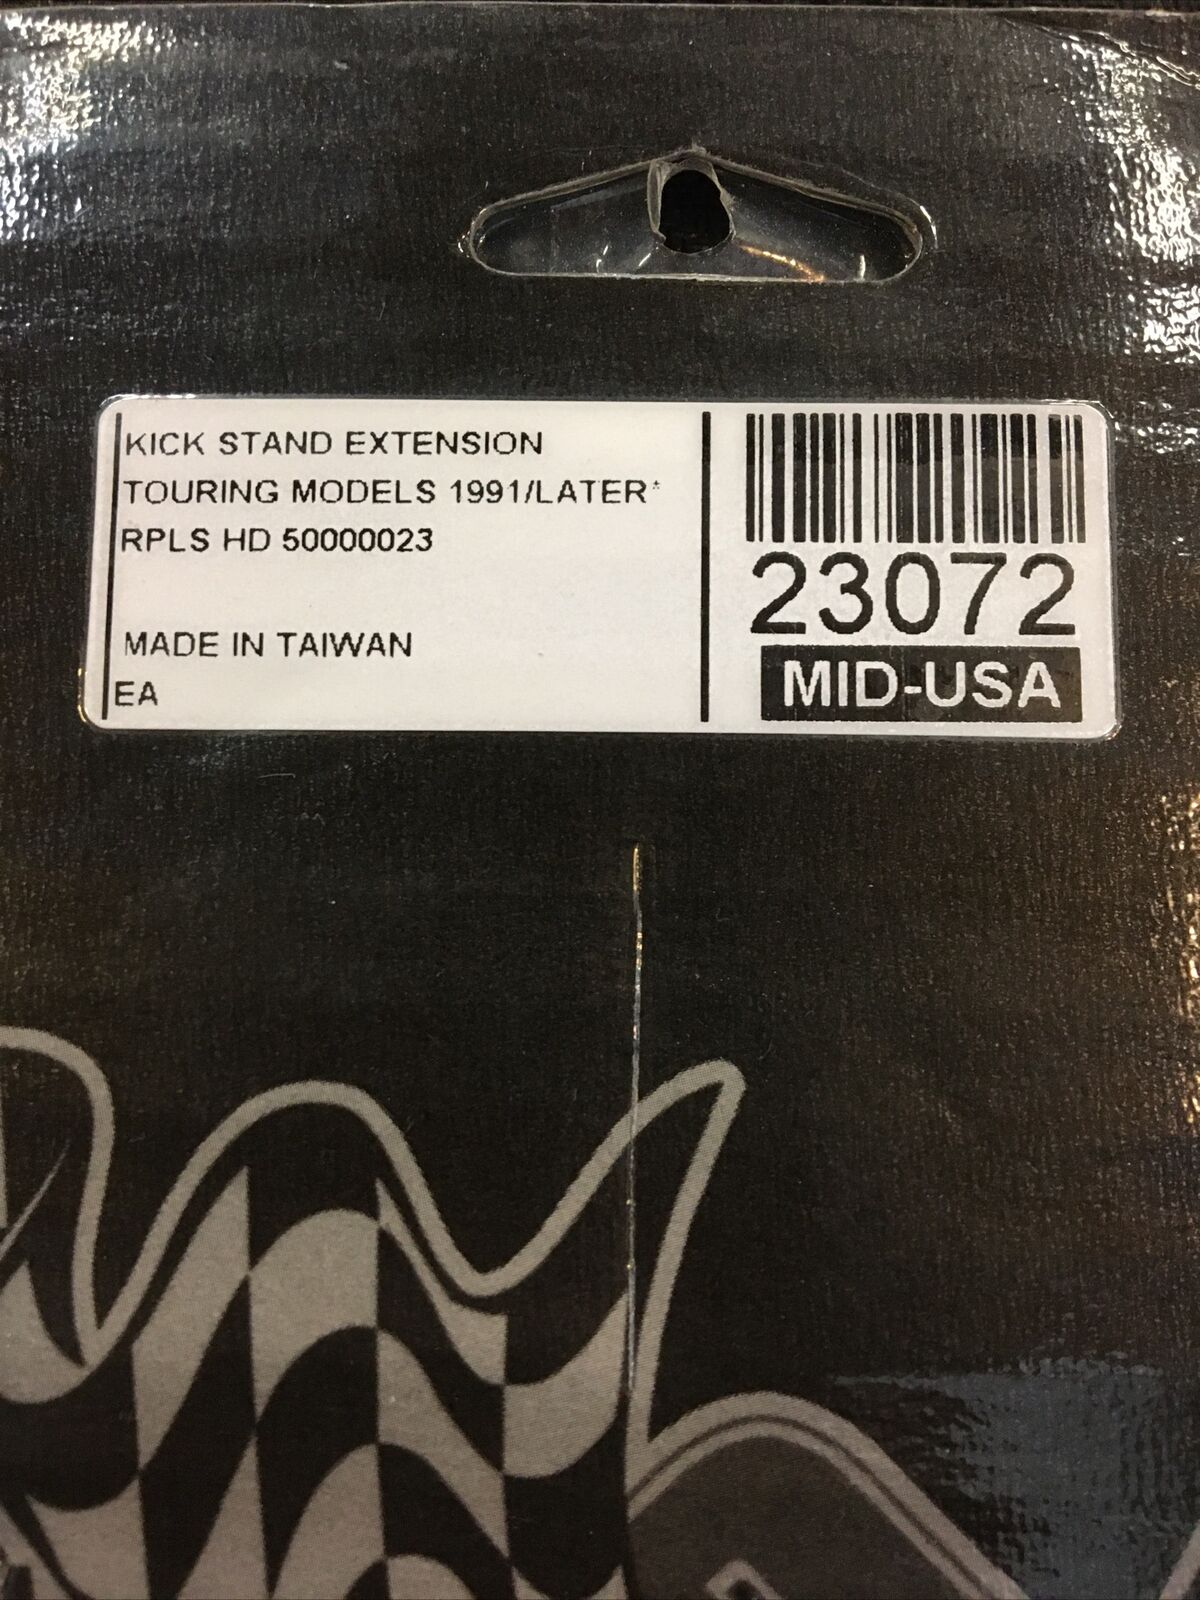 KICK STAND EXTENSION
TOURING MODELS 1991/LATER*
RPLS HD 50000023
MADE IN TAIWAN
EA
23072
MID-USA